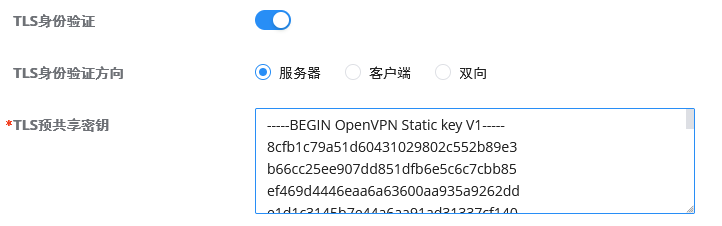 TLS身份验证
TLS身份验证方向 服务器 客户端 双向
*TLS预共享密钥
-----BEGIN OpenVPN Static key V1-----
8cfb1c79a51d60431029802c552b89e3
b66cc25ee907dd851dfb6e5c6c7cbb85
ef469d4446eaa6a63600aa935a9262dd
e1d1c3145b7e44a6aa91ad31337cf140